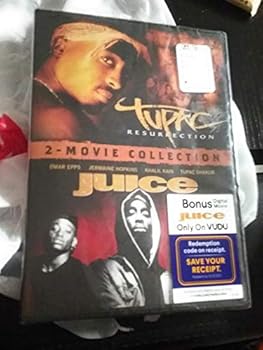 Tupac
RESURRECTION
2-MOVIE COLLECTION
OMAR EPPS JERMAINE HOPKINS KHALIL KAIN TUPAC SHAKUR
juice
Bonus Digital Movie
juice
Only On VUDU
Redemption
code on receipt.
SAVE YOUR
RECEIPT.